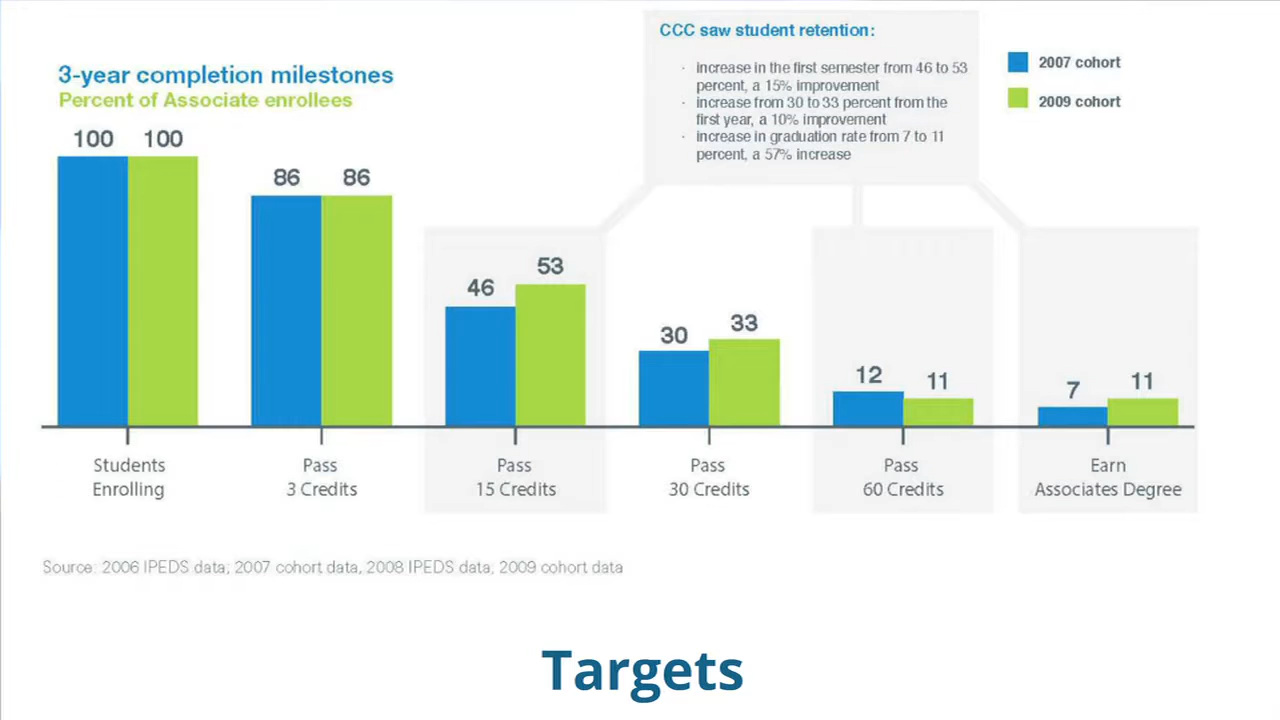 CCC saw student retention:
· increase in the first semester from 46 to 53
percent, a 15% improvement
· increase from 30 to 33 percent from the
first year, a 10% improvement
· increase in graduation rate from 7 to 11
percent, a 57% increase
2007 cohort
2009 cohort
3-year completion milestones
Percent of Associate enrollees
100 100
86 86
46 53
30 33
12 11
7 11
Students
Enrolling
Pass
3 Credits
Pass
15 Credits
Pass
30 Credits
Pass
60 Credits
Earn
Associates Degree
Source: 2006 IPEDS data; 2007 cohort data, 2008 IPEDS data, 2009 cohort data
Targets